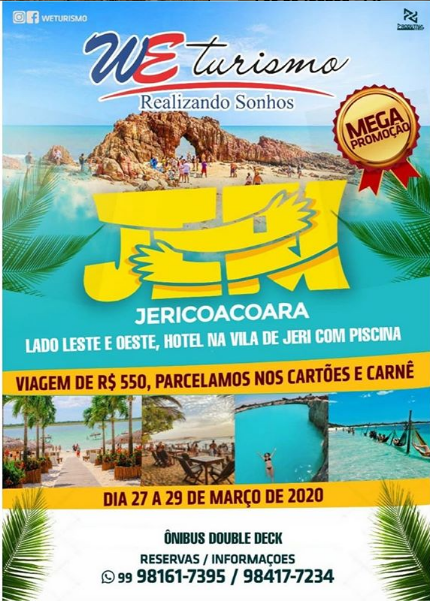 WETURISMO
WE turismo
Realizando Sonhos
MEGA
PROMOÇÃO
JERI
JERICOACOARA
LADO LESTE E OESTE, HOTEL NA VILA DE JERI COM PISCINA
VIAGEM DE R$ 550, PARCELAMOS NOS CARTÕES E CARNÊ
DIA 27 A 29 DE MARÇO DE 2020
ÔNIBUS DOUBLE DECK
RESERVAS / INFORMAÇOES
99 98161-7395 / 98417-7234